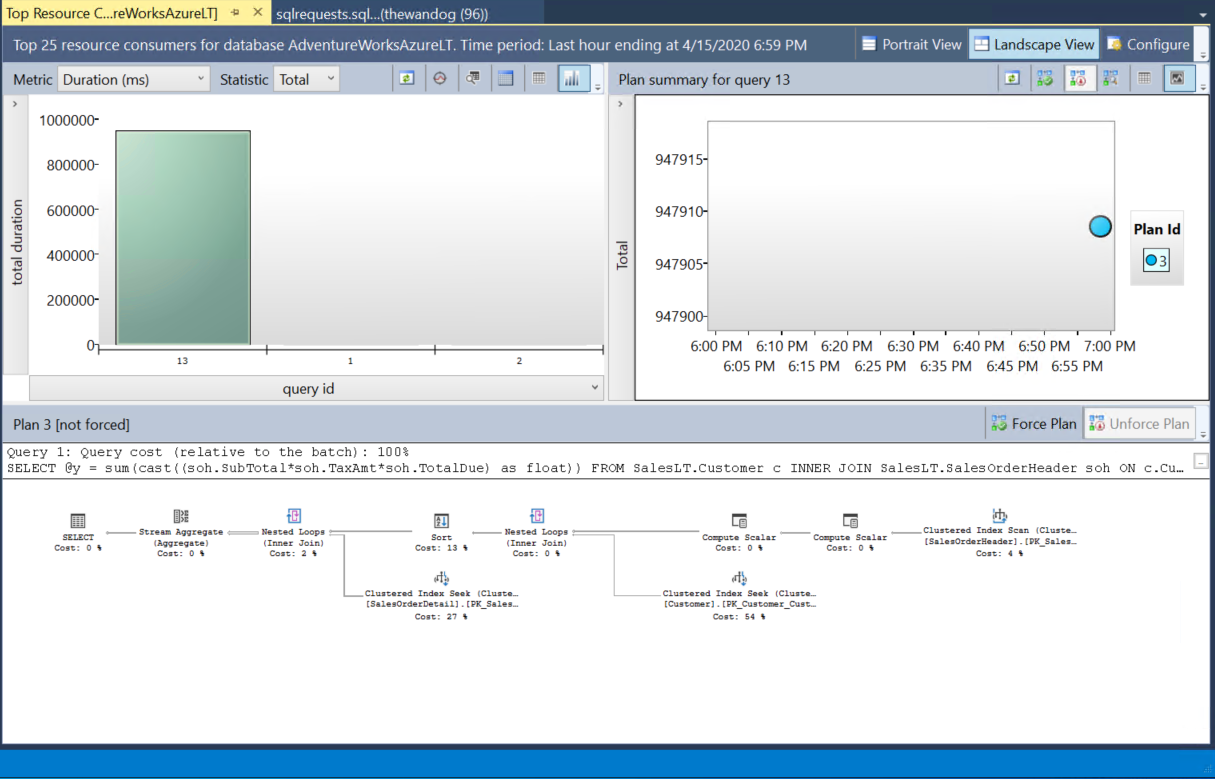 Top Resource C...reWorksAzureLT]
sqlrequests.sql...(thewandog (96))
Top 25 resource consumers for database AdventureWorksAzureLT. Time period: Last hour ending at 4/15/2020 6:59 PM
Portrait View
Landscape View
Configure
Metric Duration (ms) Statistic Total
Plan summary for query 13
total duration
1000000
800000
600000
400000
200000
0
13 1 2
query id
Total
947915
947910
947905
947900
6:00 PM 6:10 PM 6:20 PM 6:30 PM 6:40 PM 6:50 PM 7:00 PM
6:05 PM 6:15 PM 6:25 PM 6:35 PM 6:45 PM 6:55 PM
Plan Id
3
Plan 3 [not forced]
Force Plan
Unforce Plan
Query 1: Query cost (relative to the batch): 100%
SELECT @y = sum(cast((soh.SubTotal*soh.TaxAmt*soh.TotalDue) as float)) FROM SalesLT.Customer c INNER JOIN SalesLT.SalesOrderHeader soh ON c.Cu...
SELECT
Cost: 0 %
Stream Aggregate
(Aggregate)
Cost: 0 %
Nested Loops
(Inner Join)
Cost: 2 %
Sort
Cost: 13 %
Nested Loops
(Inner Join)
Cost: 0 %
Compute Scalar
Cost: 0 %
Compute Scalar
Cost: 0 %
Clustered Index Scan (Cluste...
[SalesOrderHeader].[PK_Sales...
Cost: 4 %
Clustered Index Seek (Cluste...
[SalesOrderDetail].[PK_Sales...
Cost: 27 %
Clustered Index Seek (Cluste...
[Customer].[PK_Customer_Cust...
Cost: 54 %